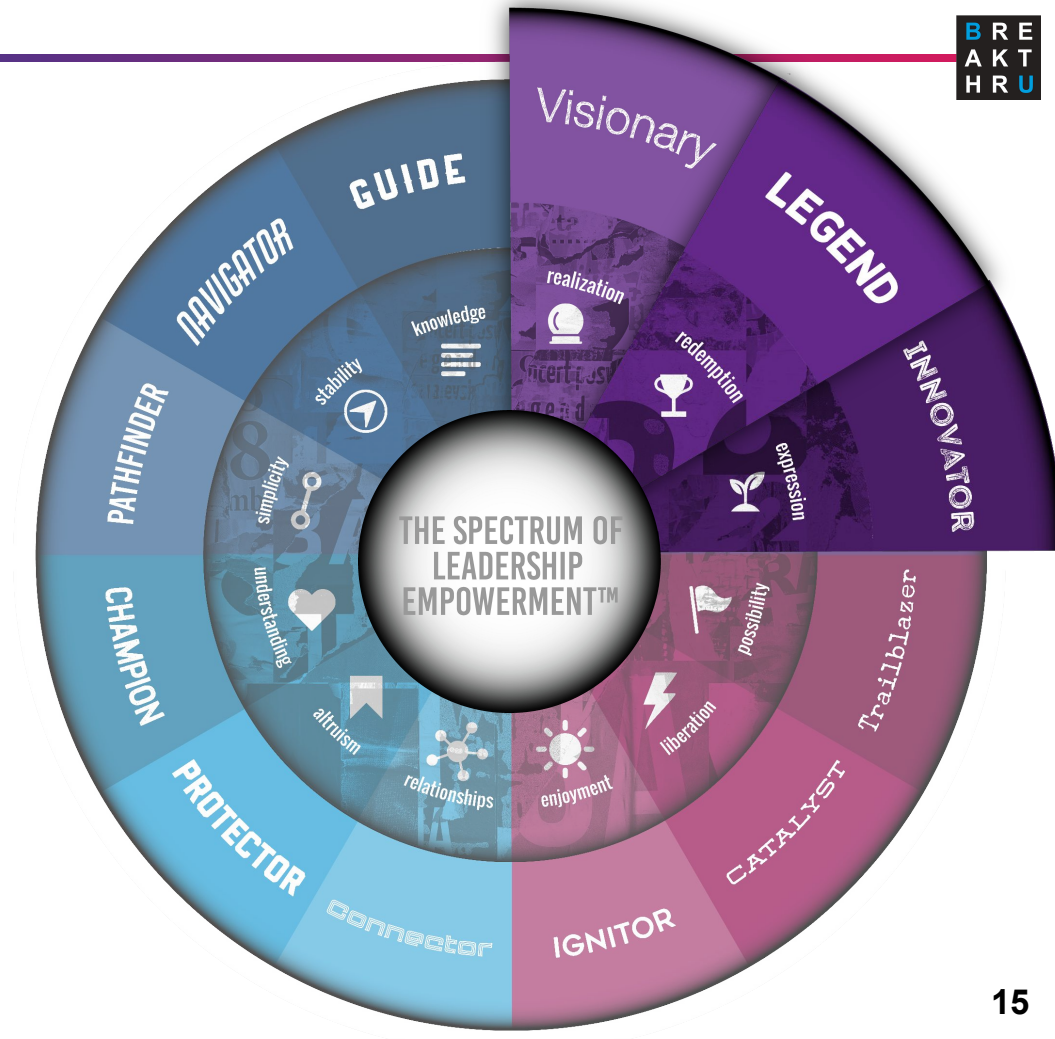 BRE
AKT
HRU
Visionary
LEGEND
INNOVATOR
Trailblazer
CATALYST
IGNITOR
connector
PROTECTOR
CHAMPION
PATHFINDER
NAVIGATOR
GUIDE
realization
redemption
expression
possibility
liberation
enjoyment
relationships
altruism
understanding
simplicity
stability
knowledge
THE SPECTRUM OF
LEADERSHIP
EMPOWERMENT™
15